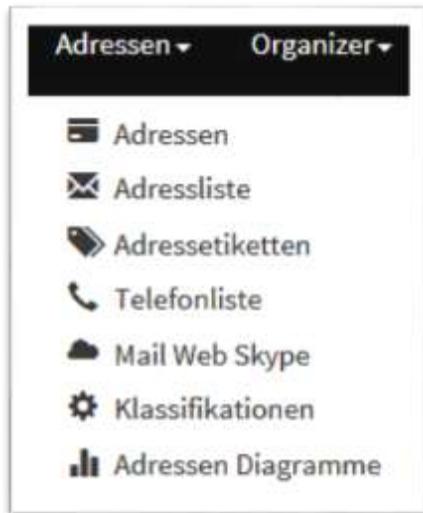 Adressen Organizer
Adressen
Adressliste
Adressetiketten
Telefonliste
Mail Web Skype
Klassifikationen
Adressen Diagramme